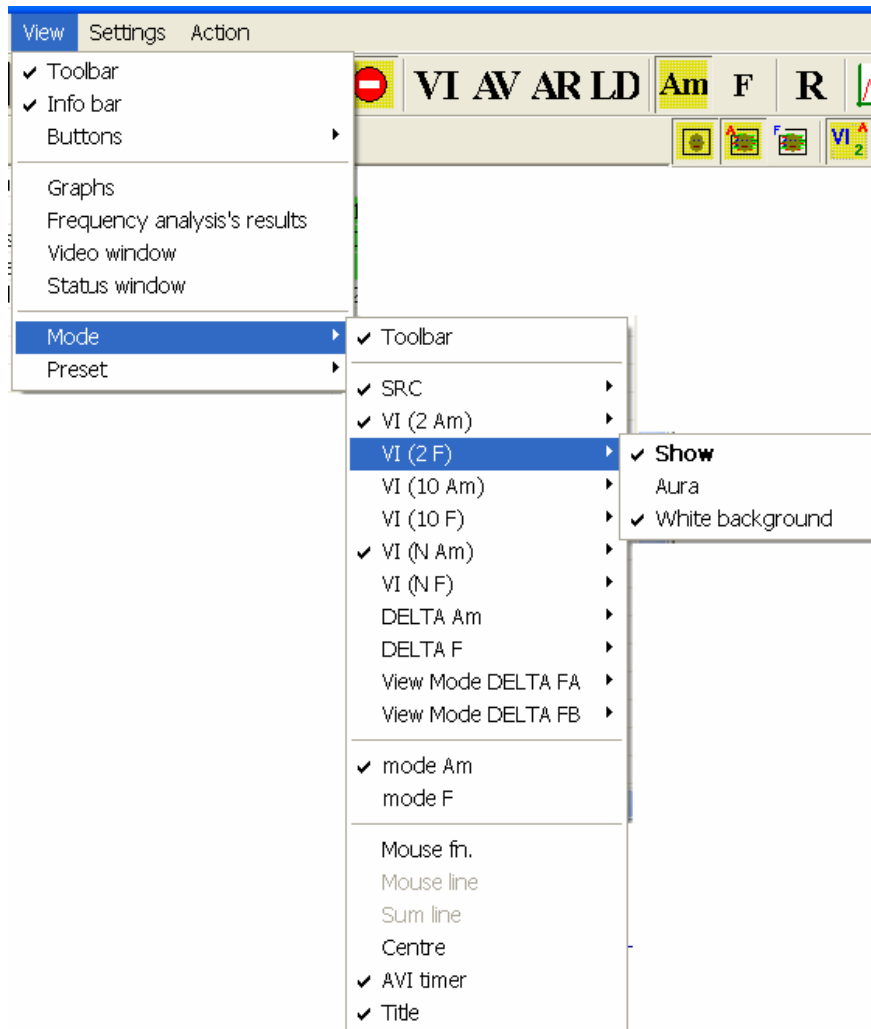 View Settings Action
Toolbar
Info bar
Buttons
VI AV AR LD Am F R
VI A 2
Graphs
Frequency analysis's results
Video window
Status window
Mode
Preset
Toolbar
SRC
VI (2 Am)
VI (2 F)
VI (10 Am)
VI (10 F)
VI (N Am)
VI (N F)
DELTA Am
DELTA F
View Mode DELTA FA
View Mode DELTA FB
mode Am
mode F
Mouse fn.
Mouse line
Sum line
Centre
AVI timer
Title
Show
Aura
White background